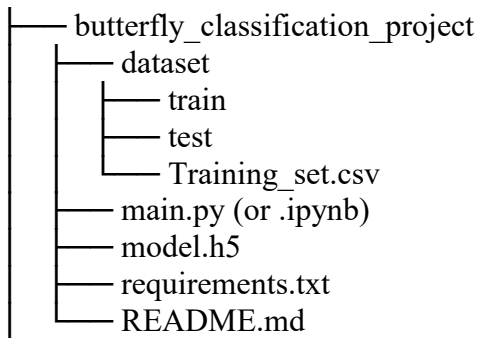 butterfly_classification_project
dataset
train
test
Training_set.csv
main.py (or .ipynb)
model.h5
requirements.txt
README.md